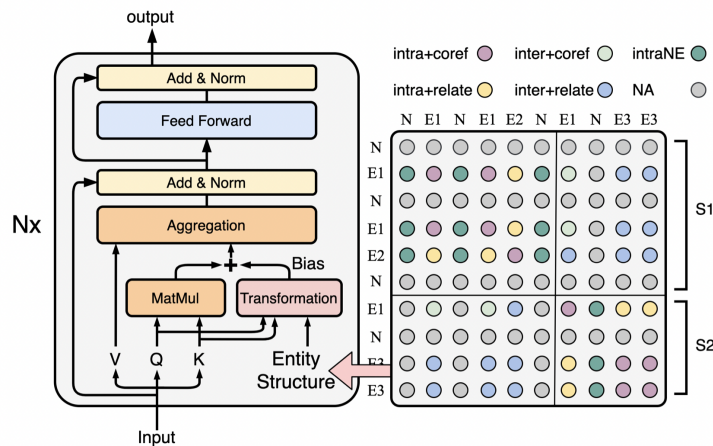 output
Add & Norm
Feed Forward
Add & Norm
Aggregation
Nx
Bias
MatMul
Transformation
V Q K
Entity
Structure
Input
intra+coref inter+coref intraNE
intra+relate inter+relate NA
N E1 N E1 E2 N E1 N E3 E3
N
E1
N
E1
E2
N
S1
E1
N
E3
E3
S2